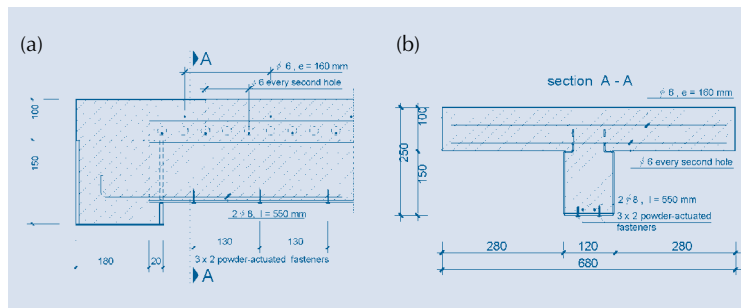 (a)
A
ϕ 6 , e = 160 mm
ϕ 6 every second hole
100
150
2 ϕ 8, l = 550 mm
130
130
180
20
3 x 2 powder-actuated fasteners
A
(b)
section A - A
ϕ 6, e = 160 mm
100
250
150
ϕ 6 every second hole
2 ϕ 8 , l = 550 mm
3 x 2 powder-actuated
fasteners
280
120
280
680